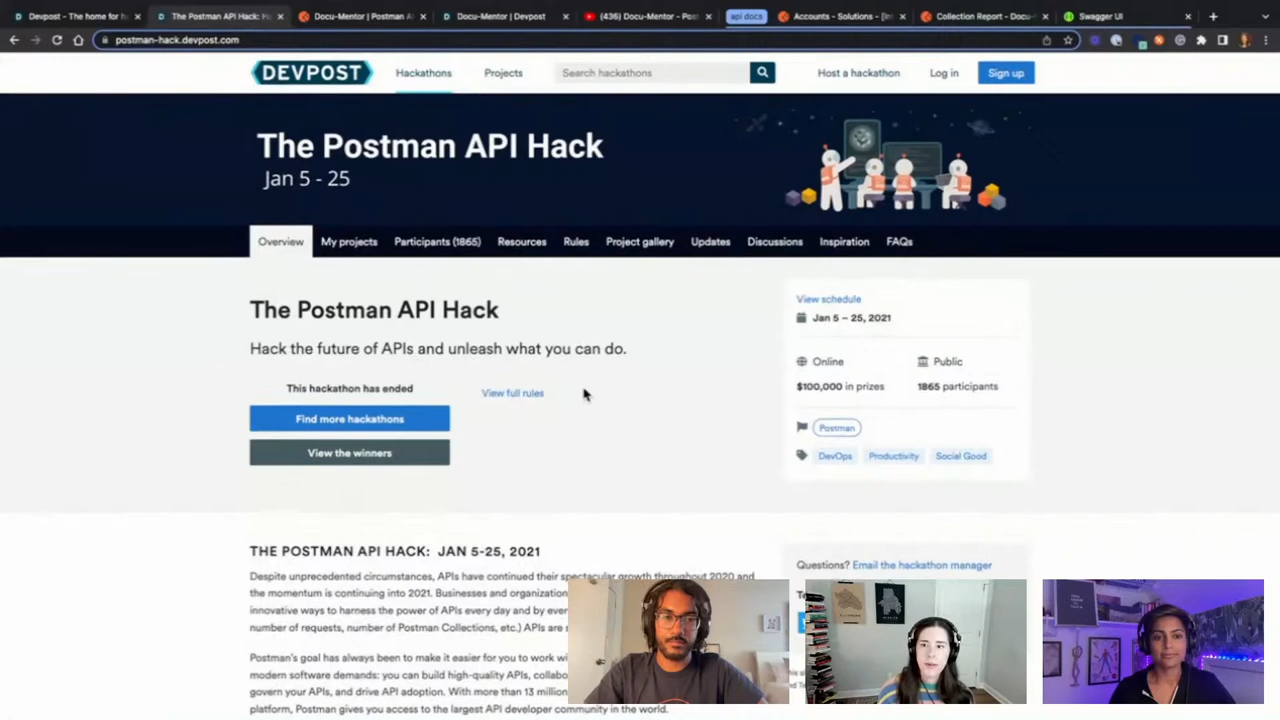 Devpost - The home for h
The Postman API Hack: H
Docu-Mentor | Postman A
Docu-Mentor | Devpost
(436) Docu-Mentor - Pos
api docs
Accounts - Solutions -
Collection Report - Docu-
Swagger UI
postman-hack.devpost.com
DEVPOST
Hackathons
Projects
Search hackathons
Host a hackathon
Log in
Sign up
The Postman API Hack
Jan 5 - 25
Overview
My projects
Participants (1865)
Resources
Rules
Project gallery
Updates
Discussions
Inspiration
FAQs
The Postman API Hack
Hack the future of APIs and unleash what you can do.
This hackathon has ended
View full rules
Find more hackathons
View the winners
View schedule
Jan 5 – 25, 2021
Online
Public
$100,000 in prizes
1865 participants
Postman
DevOps
Productivity
Social Good
THE POSTMAN API HACK: JAN 5-25, 2021
Despite unprecedented circumstances, APIs have continued their spectacular growth throughout 2020 and
the momentum is continuing into 2021. Businesses and organization
innovative ways to harness the power of APIs every day and by ever
number of requests, number of Postman Collections, etc.) APIs are s
Postman's goal has always been to make it easier for you to work wi
modern software demands: you can build high-quality APIs, collabo
govern your APIs, and drive API adoption. With more than 13 million
platform, Postman gives you access to the largest API developer community in the world.
Questions? Email the hackathon manager